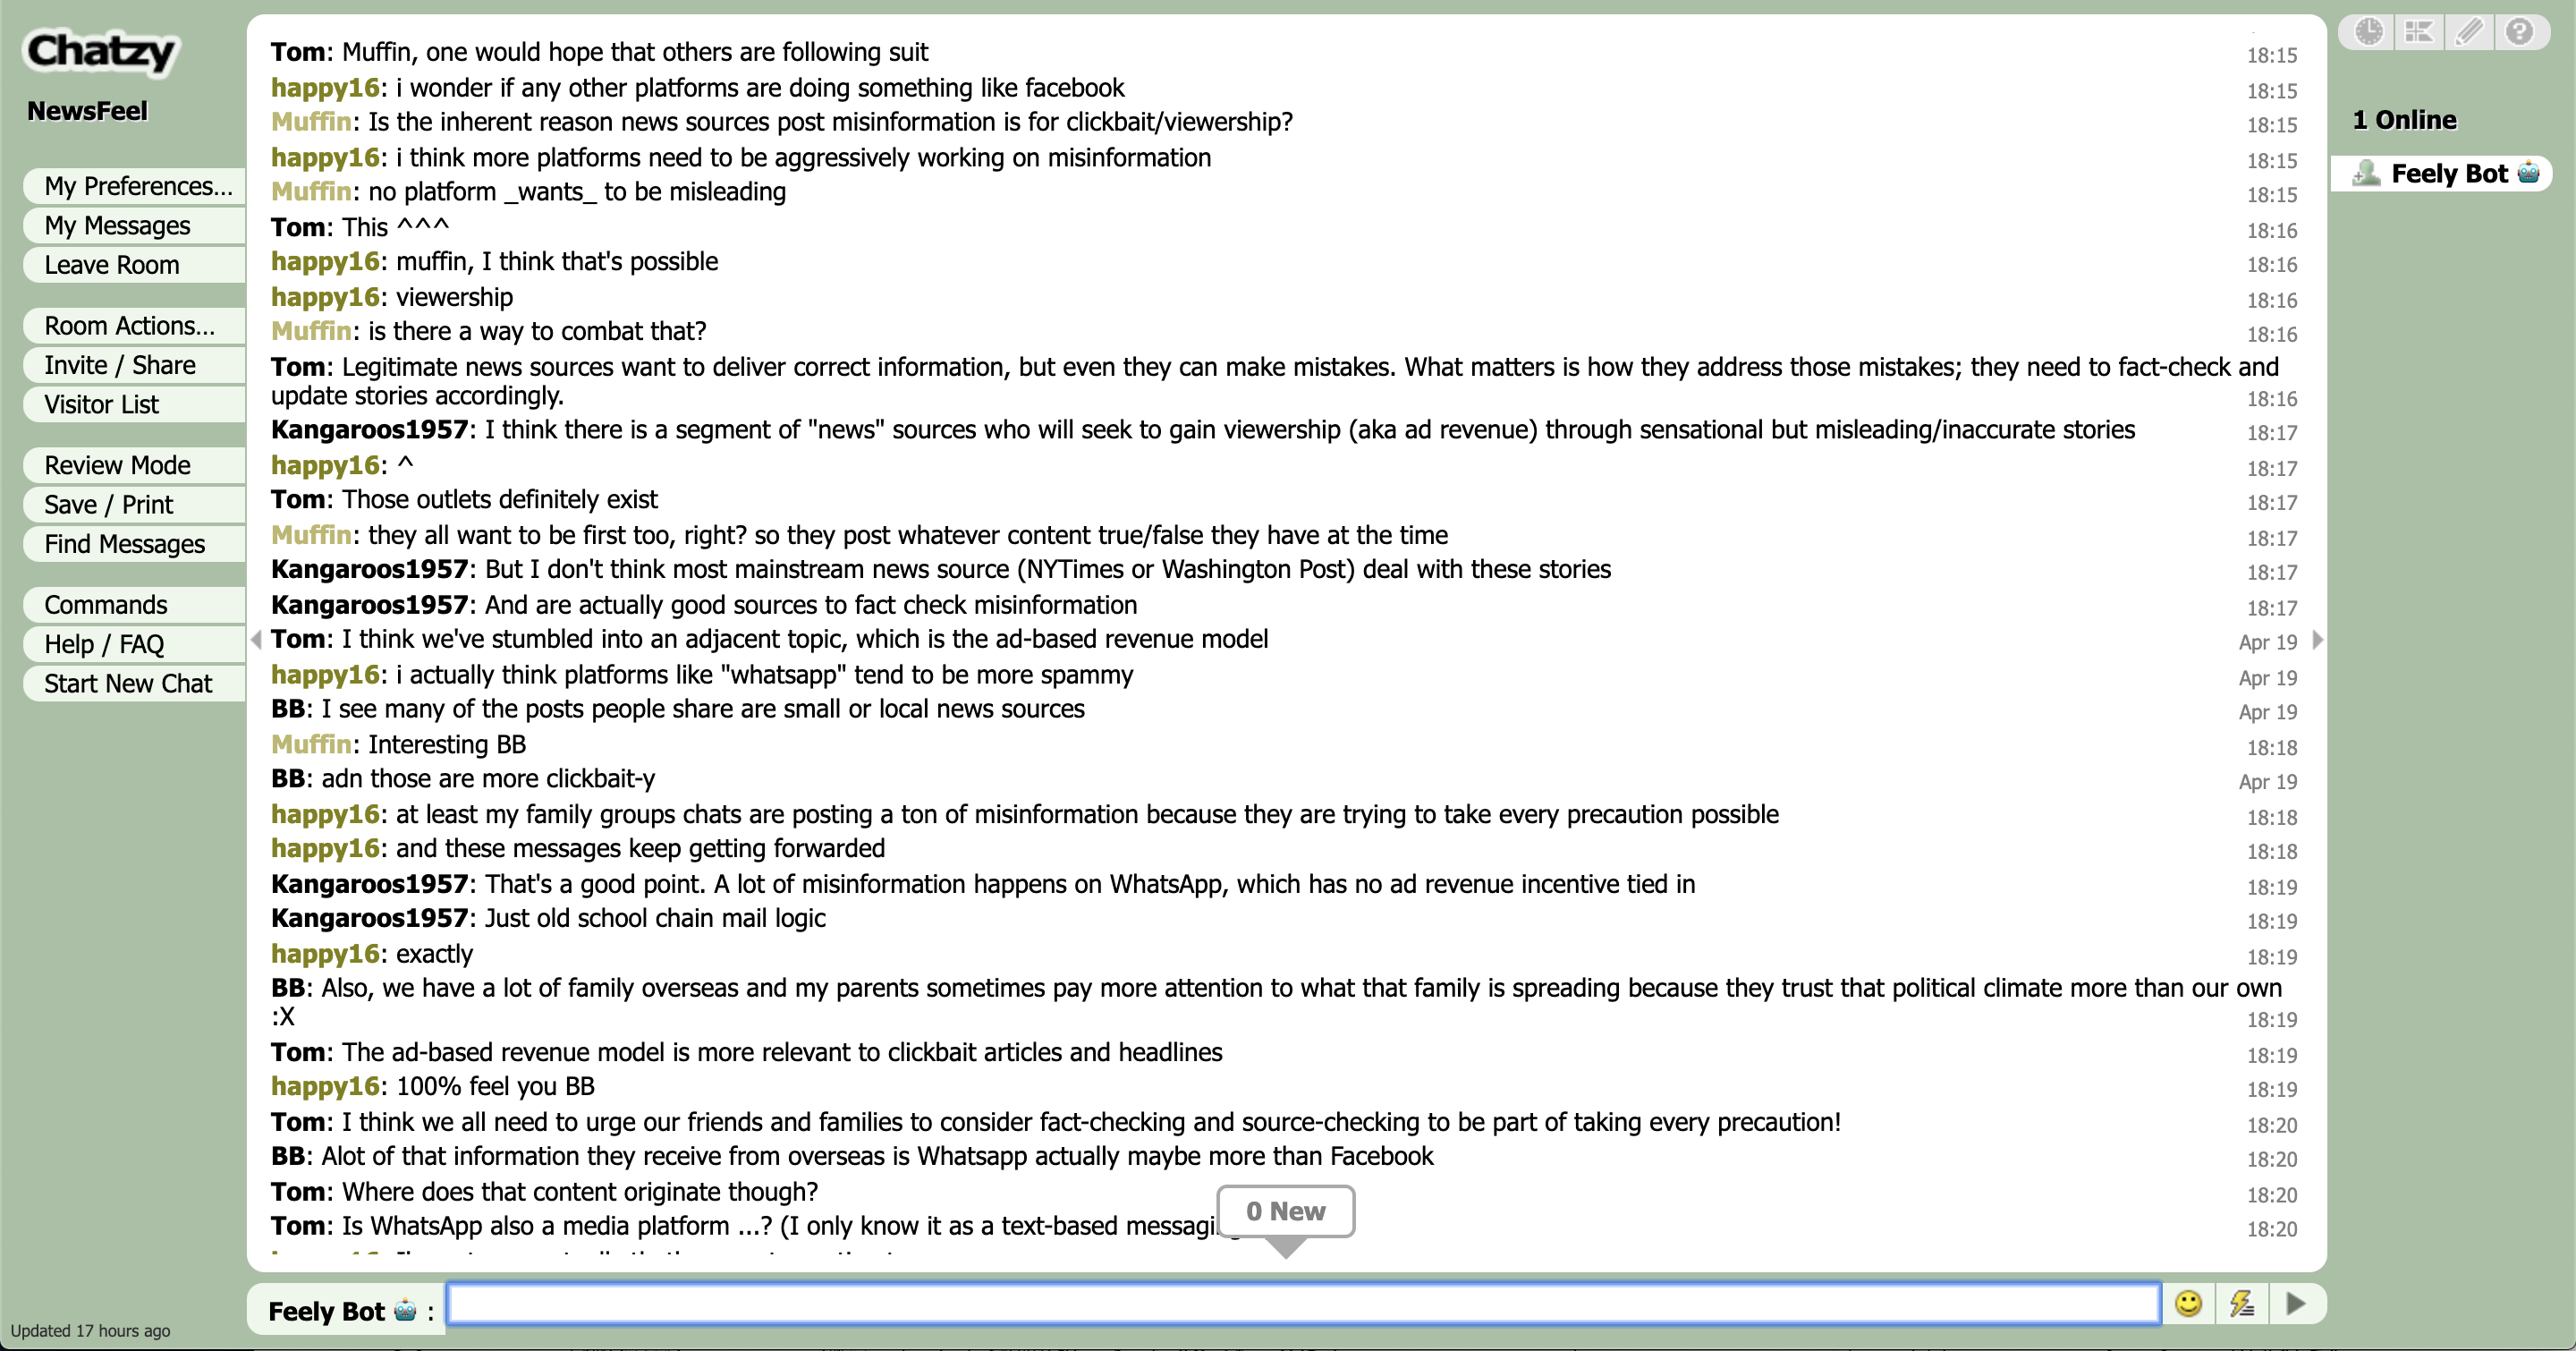 Chatzy
NewsFeel
My Preferences...
My Messages
Leave Room
Room Actions...
Invite / Share
Visitor List
Review Mode
Save / Print
Find Messages
Commands
Help / FAQ
Start New Chat
Updated 17 hours ago
Tom: Muffin, one would hope that others are following suit 18:15
happy16: i wonder if any other platforms are doing something like facebook 18:15
Muffin: Is the inherent reason news sources post misinformation is for clickbait/viewership? 18:15
happy16: i think more platforms need to be aggressively working on misinformation 18:15
Muffin: no platform _wants_ to be misleading 18:15
Tom: This ^^^ 18:16
happy16: muffin, I think that's possible 18:16
happy16: viewership 18:16
Muffin: is there a way to combat that? 18:16
Tom: Legitimate news sources want to deliver correct information, but even they can make mistakes. What matters is how they address those mistakes; they need to fact-check and
update stories accordingly. 18:16
Kangaroos1957: I think there is a segment of "news" sources who will seek to gain viewership (aka ad revenue) through sensational but misleading/inaccurate stories 18:17
happy16: ^ 18:17
Tom: Those outlets definitely exist 18:17
Muffin: they all want to be first too, right? so they post whatever content true/false they have at the time 18:17
Kangaroos1957: But I don't think most mainstream news source (NYTimes or Washington Post) deal with these stories 18:17
Kangaroos1957: And are actually good sources to fact check misinformation 18:17
Tom: I think we've stumbled into an adjacent topic, which is the ad-based revenue model Apr 19
happy16: i actually think platforms like "whatsapp" tend to be more spammy Apr 19
BB: I see many of the posts people share are small or local news sources Apr 19
Muffin: Interesting BB 18:18
BB: adn those are more clickbait-y Apr 19
happy16: at least my family groups chats are posting a ton of misinformation because they are trying to take every precaution possible 18:18
happy16: and these messages keep getting forwarded 18:18
Kangaroos1957: That's a good point. A lot of misinformation happens on WhatsApp, which has no ad revenue incentive tied in 18:19
Kangaroos1957: Just old school chain mail logic 18:19
happy16: exactly 18:19
BB: Also, we have a lot of family overseas and my parents sometimes pay more attention to what that family is spreading because they trust that political climate more than our own
:X 18:19
Tom: The ad-based revenue model is more relevant to clickbait articles and headlines 18:19
happy16: 100% feel you BB 18:19
Tom: I think we all need to urge our friends and families to consider fact-checking and source-checking to be part of taking every precaution! 18:20
BB: Alot of that information they receive from overseas is Whatsapp actually maybe more than Facebook 18:20
Tom: Where does that content originate though? 18:20
Tom: Is WhatsApp also a media platform ...? (I only know it as a text-based 18:20
0 New
Feely Bot :
1 Online
Feely Bot